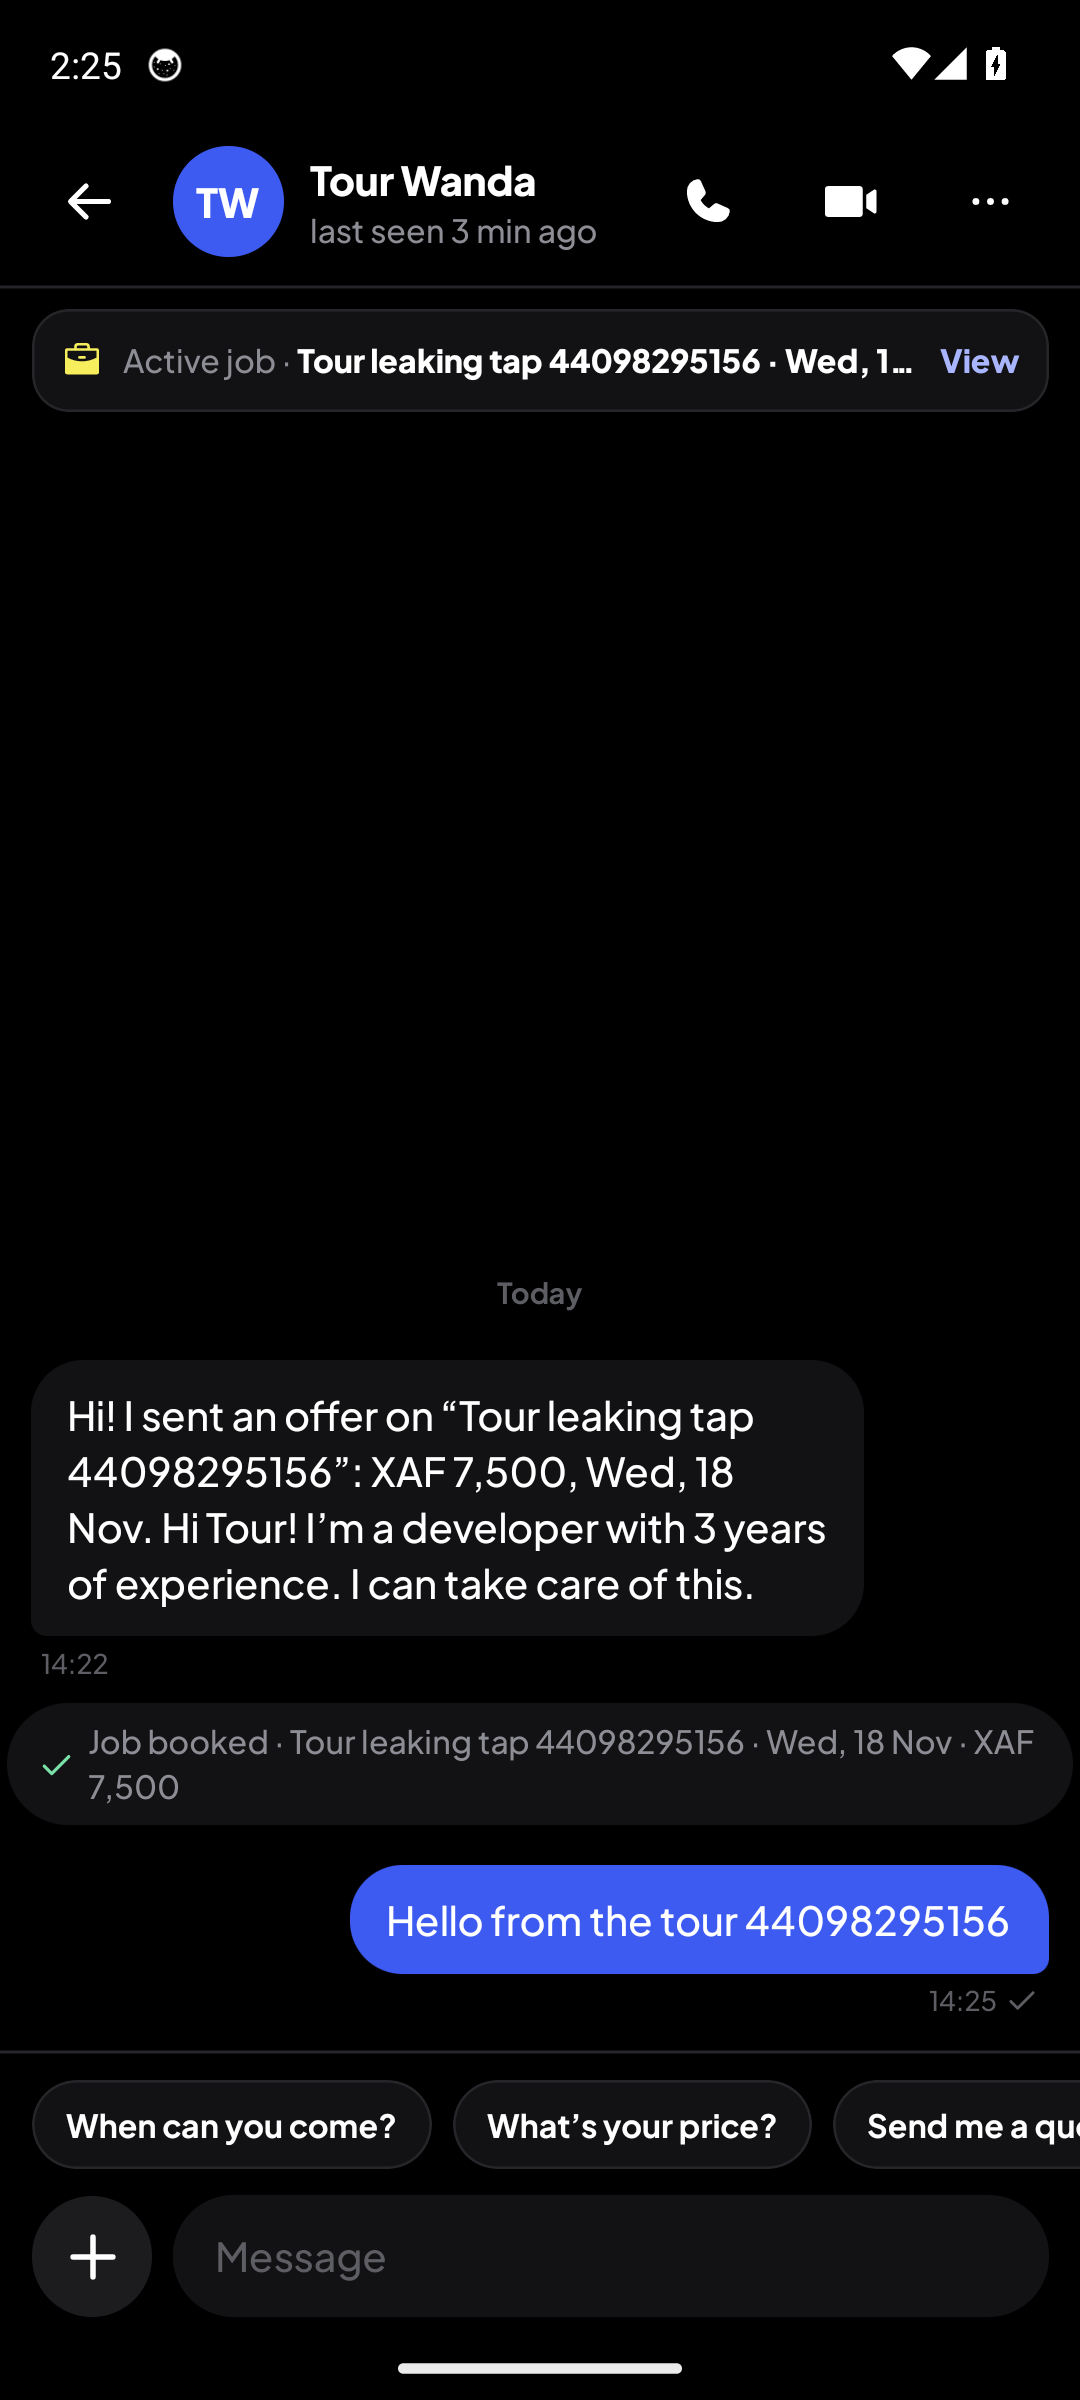 2:25
TW
Tour Wanda
last seen 3 min ago
Active job · Tour leaking tap 44098295156 · Wed, 1... View
Today
Hi! I sent an offer on “Tour leaking tap
44098295156”: XAF 7,500, Wed, 18
Nov. Hi Tour! I’m a developer with 3 years
of experience. I can take care of this.
14:22
Job booked · Tour leaking tap 44098295156 · Wed, 18 Nov · XAF
7,500
Hello from the tour 44098295156
14:25
When can you come? What’s your price? Send me a
Message